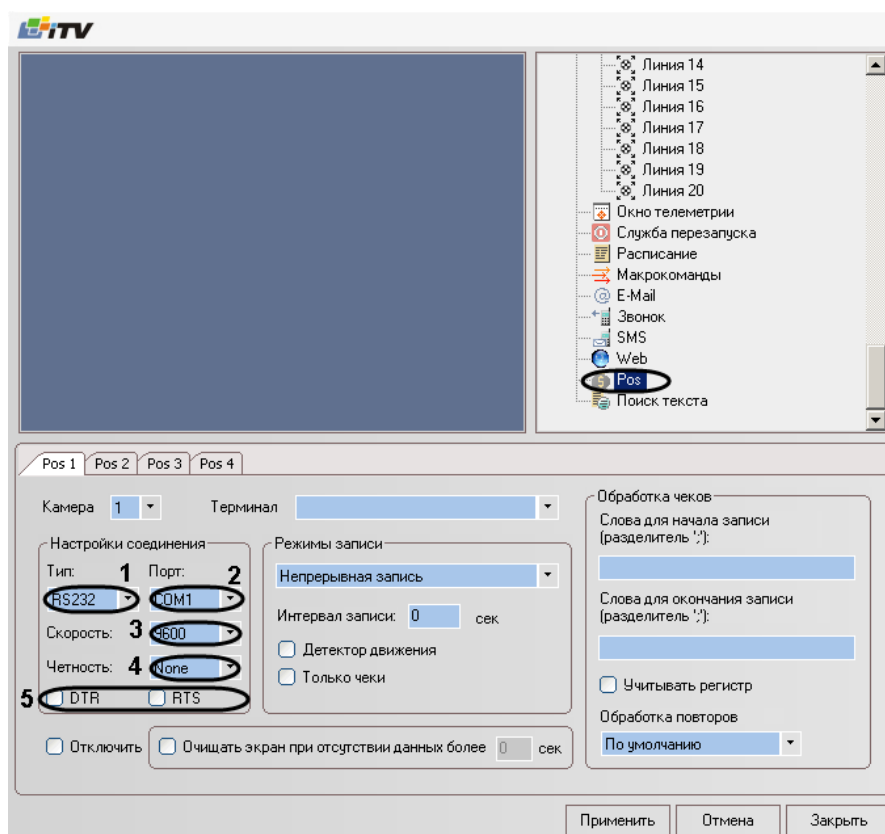 iTV
Линия 14
Линия 15
Линия 16
Линия 17
Линия 18
Линия 19
Линия 20
Окно телеметрии
Служба перезапуска
Расписание
Макрокоманды
E-Mail
Звонок
SMS
Web
Pos
Поиск текста
Pos 1 Pos 2 Pos 3 Pos 4
Камера 1 Терминал
Настройки соединения
Тип: 1 Порт: 2
RS232 COM1
Скорость: 3 9600
Четность: 4 None
5 DTR RTS
Режимы записи
Непрерывная запись
Интервал записи: 0 сек
Детектор движения
Только чеки
Отключить Очищать экран при отсутствии данных более 0 сек
Обработка чеков
Слова для начала записи
(разделитель ';'):
Слова для окончания записи
(разделитель ';'):
Учитывать регистр
Обработка повторов
По умолчанию
Применить Отмена Закрыть